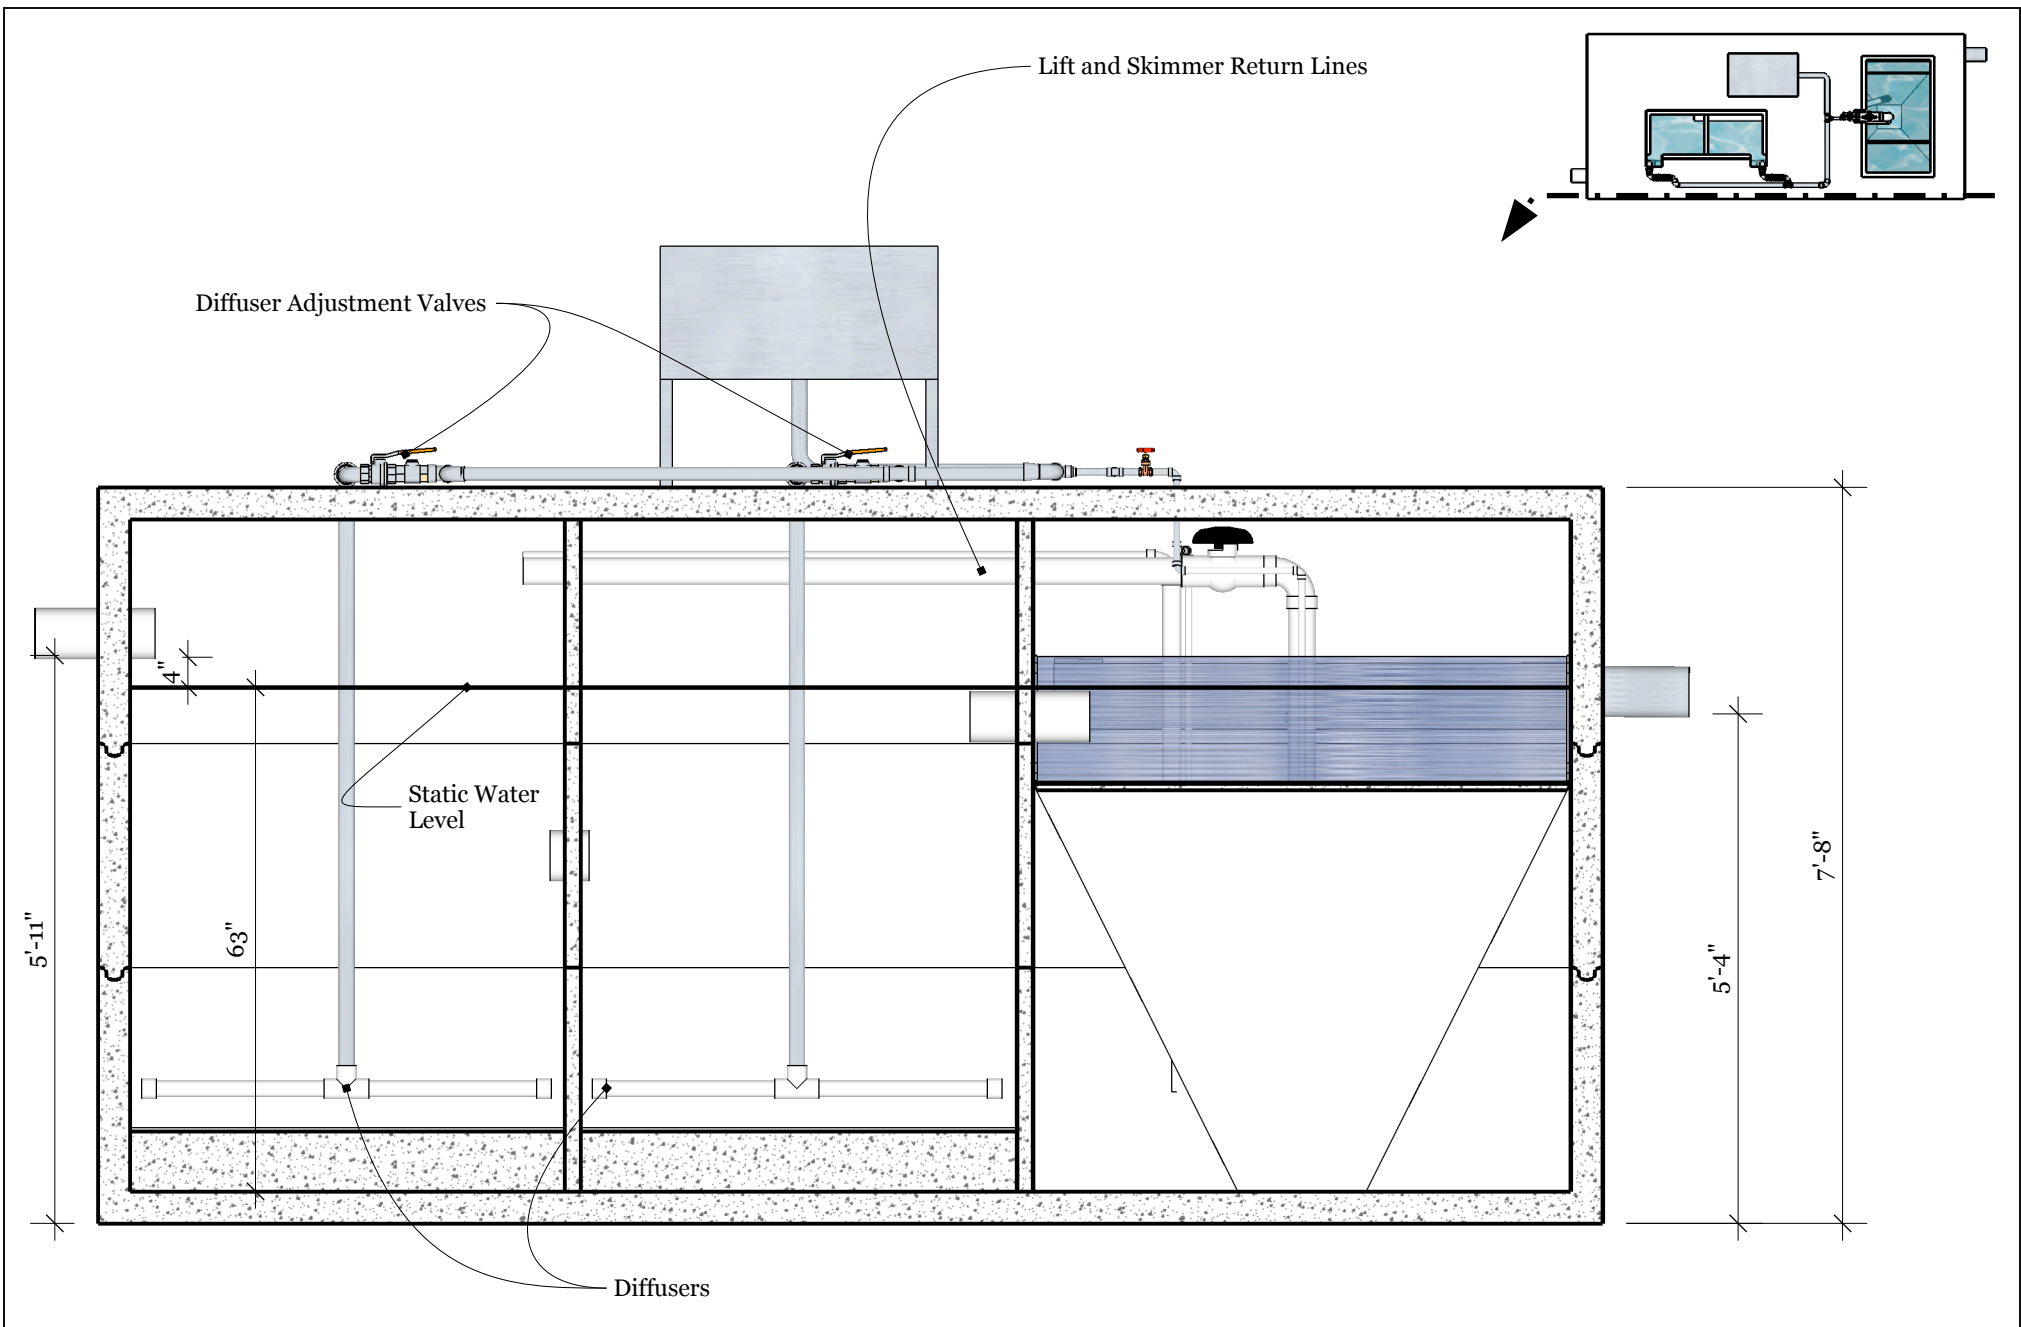 Lift and Skimmer Return Lines
Diffuser Adjustment Valves
4"
Static Water
Level
5'-11"
63"
5'-4"
7'-8"
Diffusers